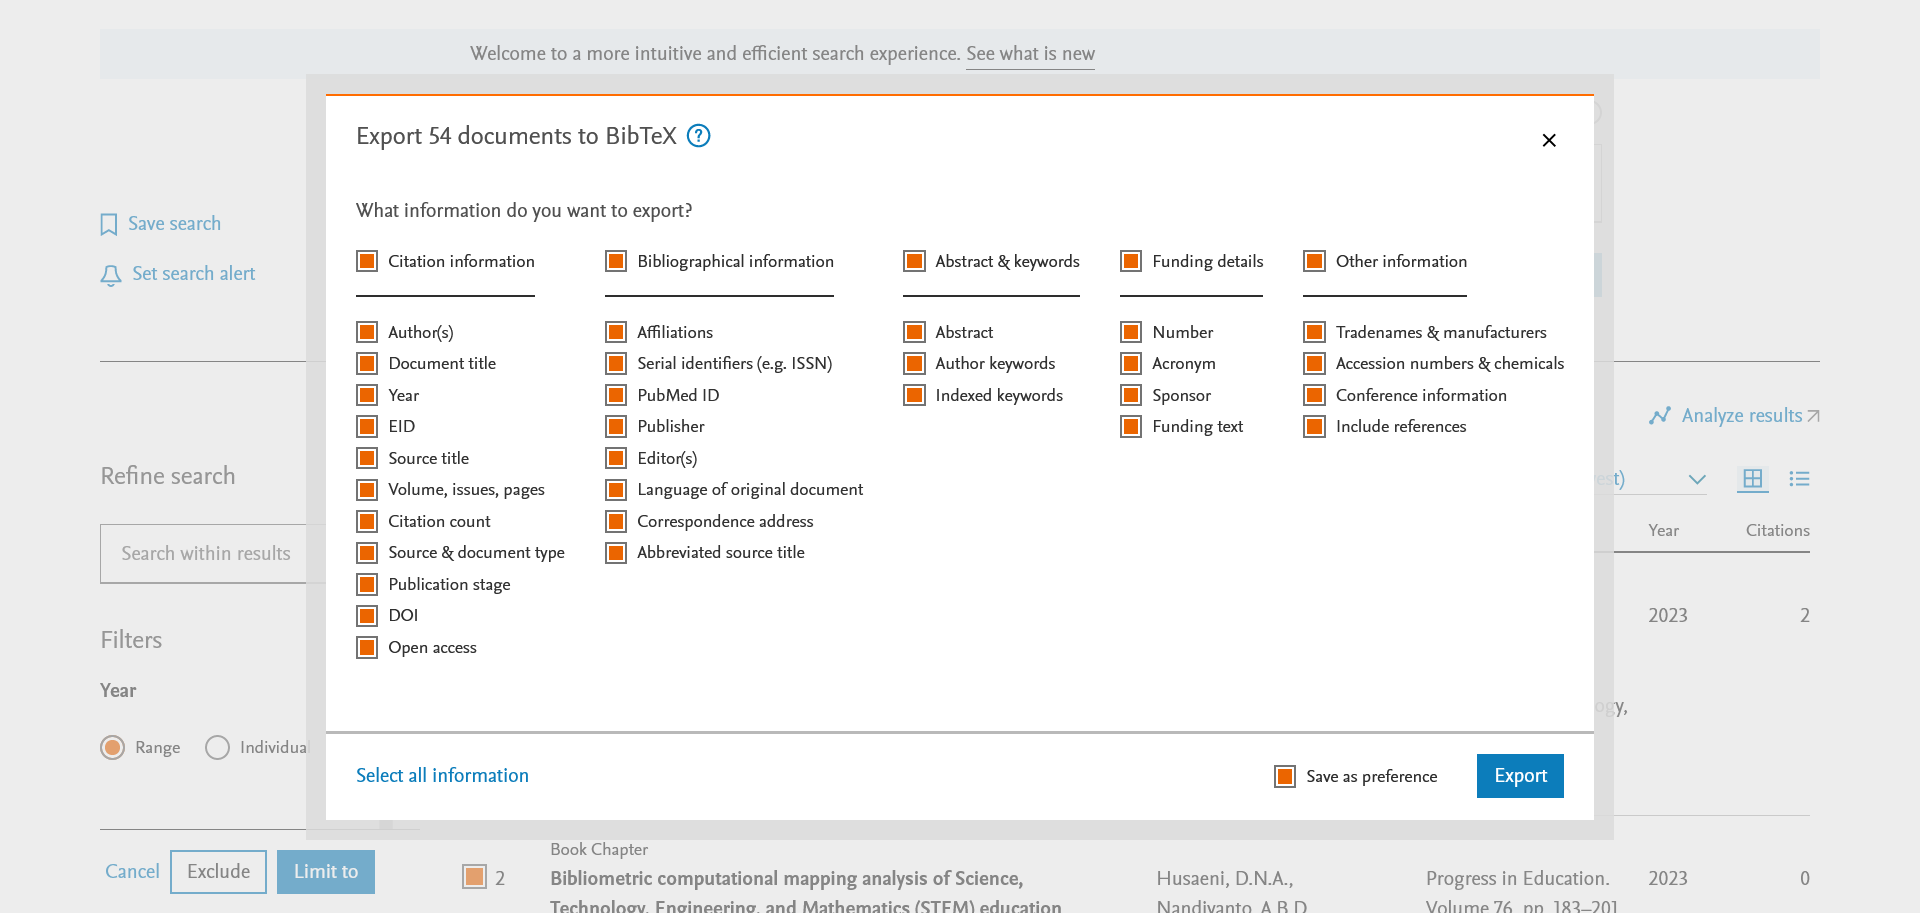 Welcome to a more intuitive and efficient search experience. See what is new
Export 54 documents to BibTeX ?
What information do you want to export?
Citation information
Author(s)
Document title
Year
EID
Source title
Volume, issues, pages
Citation count
Source & document type
Publication stage
DOI
Open access
Bibliographical information
Affiliations
Serial identifiers (e.g. ISSN)
PubMed ID
Publisher
Editor(s)
Language of original document
Correspondence address
Abbreviated source title
Abstract & keywords
Abstract
Author keywords
Indexed keywords
Funding details
Number
Acronym
Sponsor
Funding text
Other information
Tradenames & manufacturers
Accession numbers & chemicals
Conference information
Include references
Select all information
Save as preference
Export
Save search
Set search alert
Refine search
Search within results
Filters
Year
Range
Individual
Cancel
Exclude
Limit to
Analyze results
Year
Citations
2023
2
2
Book Chapter
Bibliometric computational mapping analysis of Science,
Technology, Engineering, and Mathematics (STEM) education
Husaeni, D.N.A.,
Nandiyanto, A.B.D.
Progress in Education.
Volume 76, pp. 183–201
2023
0